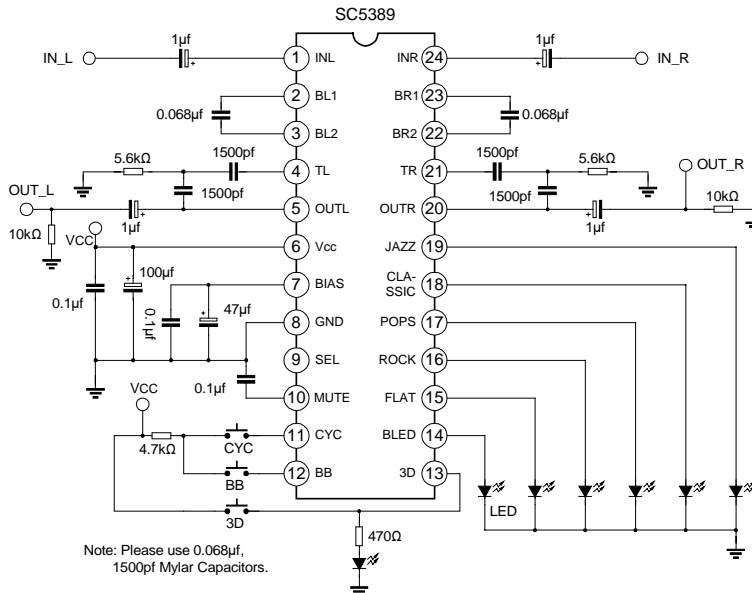 SC5389
1µf
1µf
IN_L
1
INL
INR
24
IN_R
2
BL1
BR1
23
0.068µf
0.068µf
3
BL2
BR2
22
5.6kΩ
1500pf
4
TL
TR
21
1500pf
5.6kΩ
OUT_R
OUT_L
1500pf
1500pf
5
OUTL
OUTR
20
10kΩ
10kΩ
1µf
1µf
VCC
6
Vcc
JAZZ
19
100µf
0.1µf
7
BIAS
CLA-
SSIC
18
0.1µf
47µf
8
GND
POPS
17
9
SEL
ROCK
16
0.1µf
VCC
10
MUTE
FLAT
15
4.7kΩ
CYC
11
CYC
BLED
14
BB
12
BB
3D
13
3D
LED
470Ω
Note: Please use 0.068µf,
1500pf Mylar Capacitors.